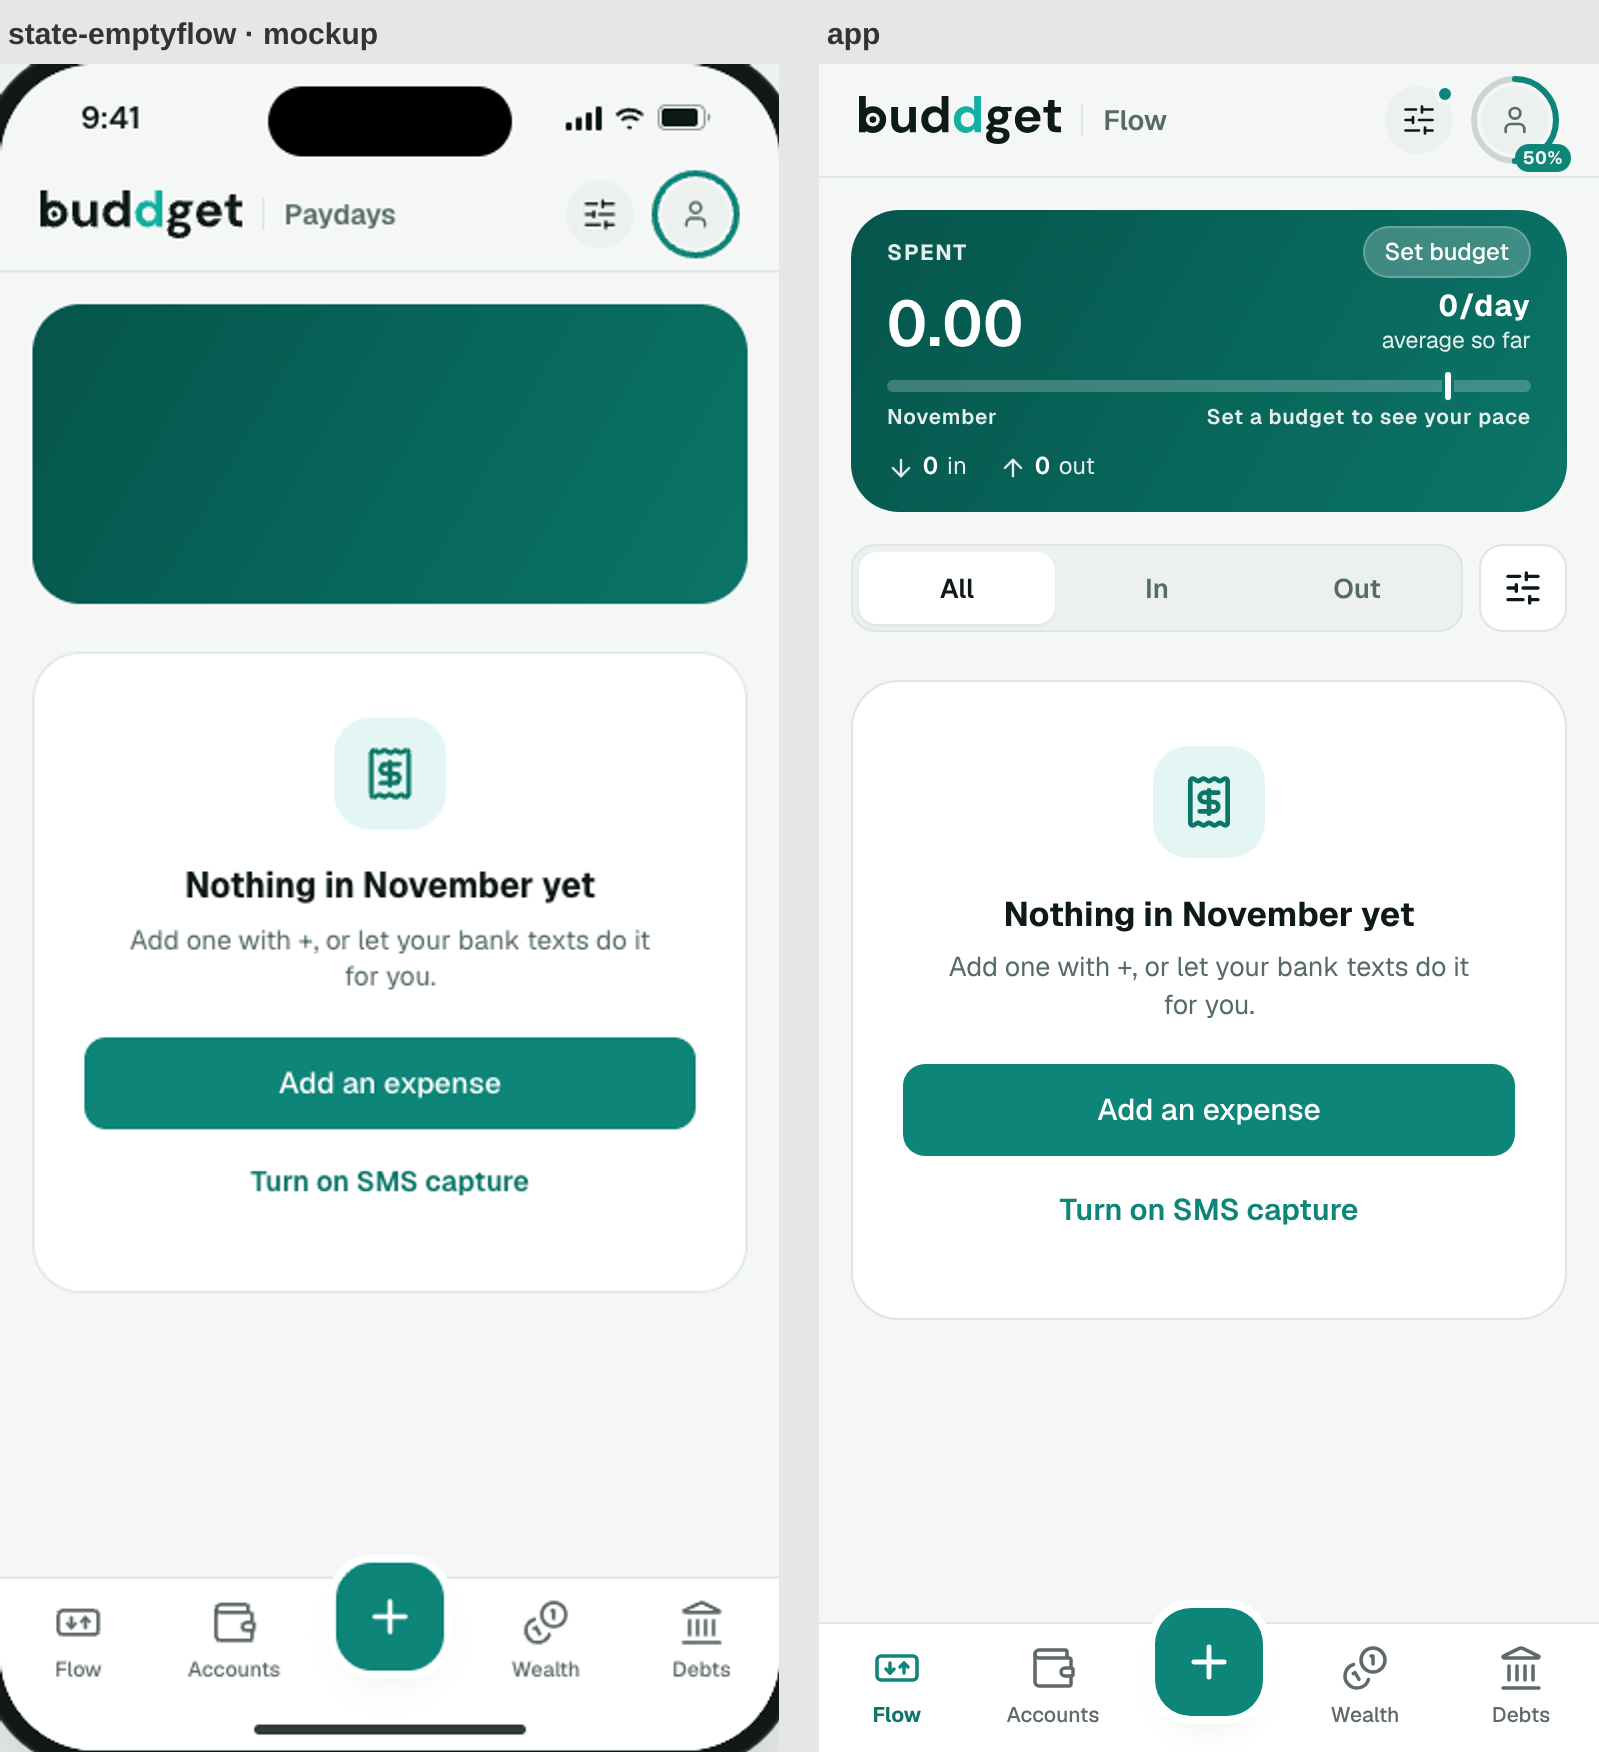 state-emptyflow · mockup
9:41
buddget
Paydays
Nothing in November yet
Add one with +, or let your bank texts do it
for you.
Add an expense
Turn on SMS capture
Flow
Accounts
Wealth
Debts
app
buddget
Flow
50%
SPENT
Set budget
0.00
0/day
average so far
November
Set a budget to see your pace
0 in
0 out
All
In
Out
Nothing in November yet
Add one with +, or let your bank texts do it
for you.
Add an expense
Turn on SMS capture
Flow
Accounts
Wealth
Debts